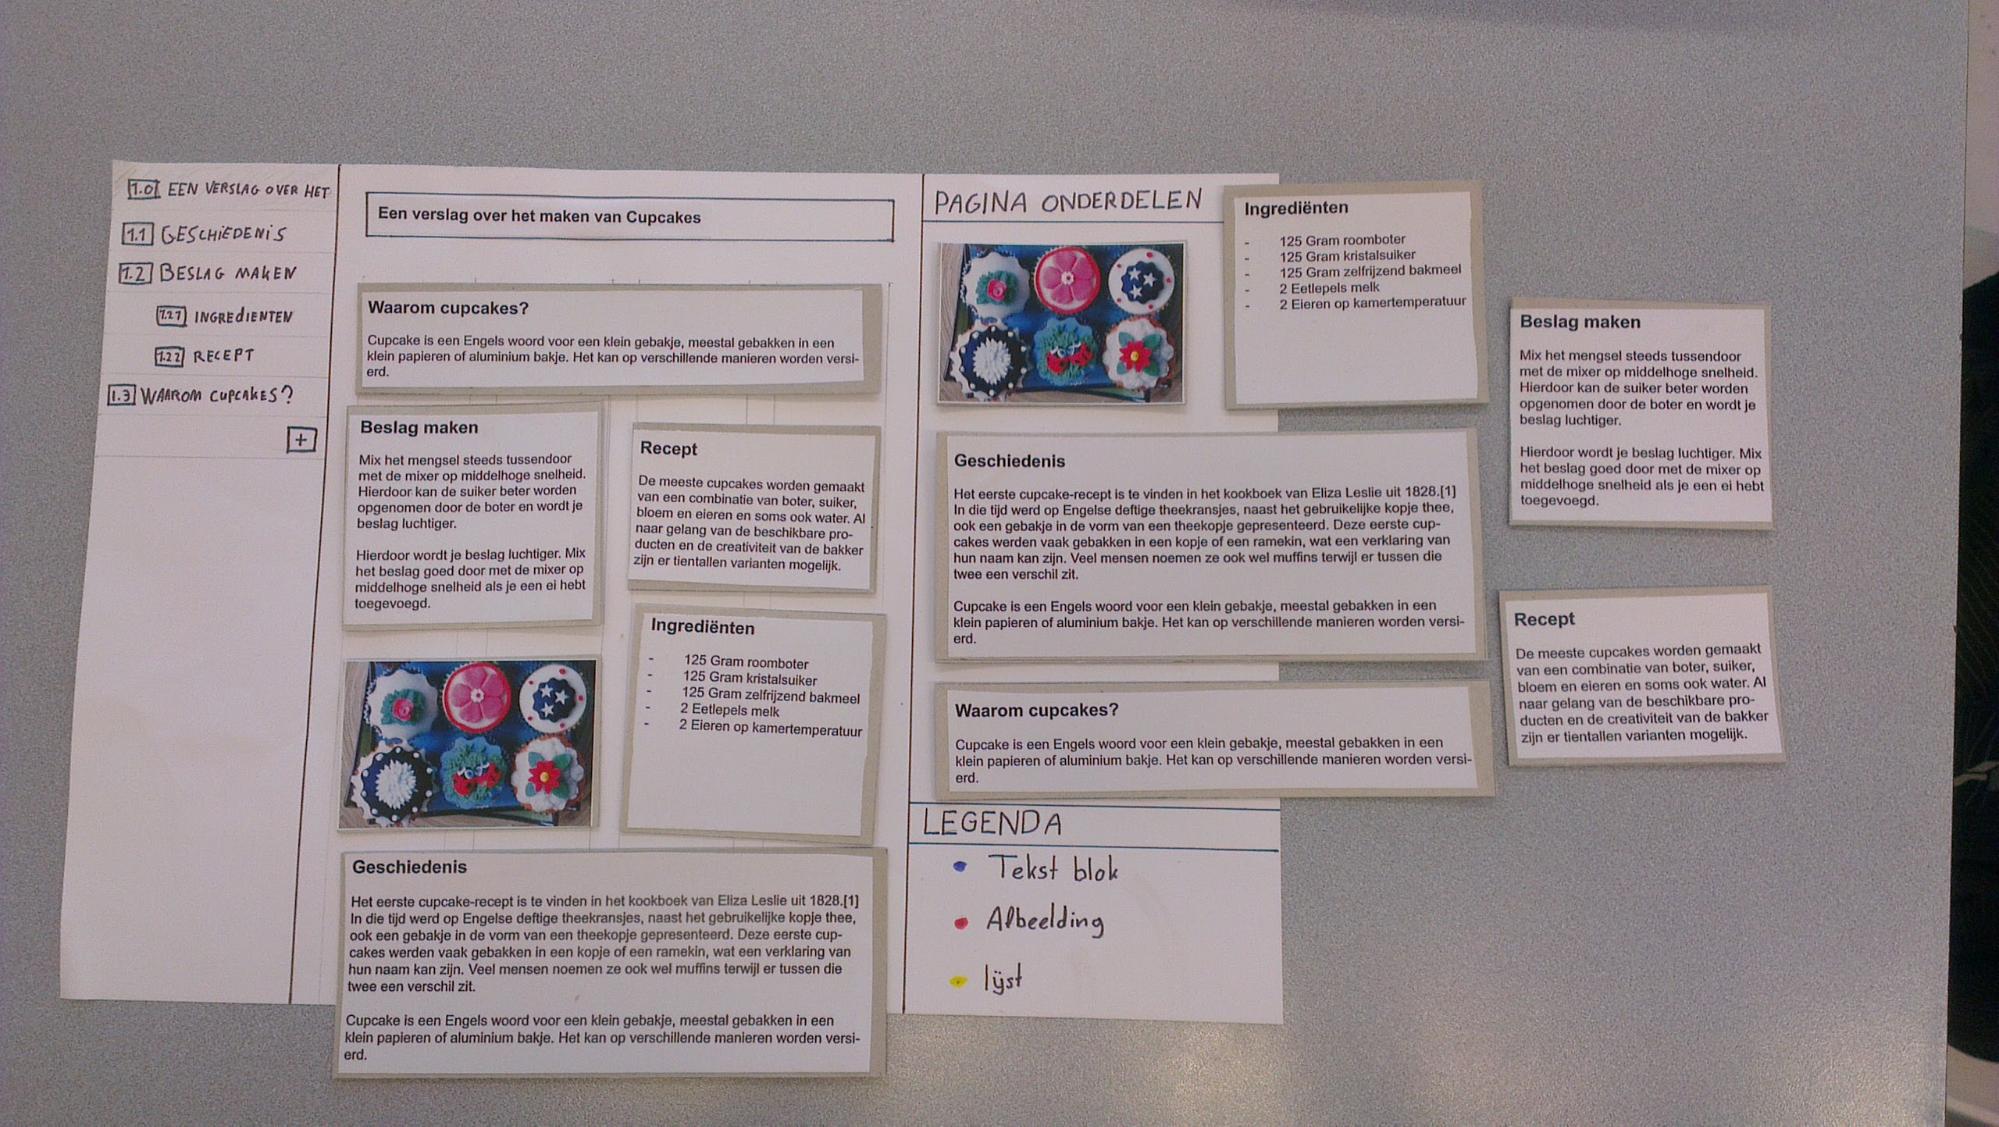 1.0 EEN VERSLAG OVER HET
1.1 GESCHIEDENIS
1.2 BESLAG MAKEN
1.2.1 INGREDIENTEN
1.2.2 RECEPT
1.3 WAAROM CUPCAKES?
+
Een verslag over het maken van Cupcakes
Waarom cupcakes?
Cupcake is een Engels woord voor een klein gebakje, meestal gebakken in een
klein papieren of aluminium bakje. Het kan op verschillende manieren worden versi-
erd.
Beslag maken
Mix het mengsel steeds tussendoor
met de mixer op middelhoge snelheid.
Hierdoor kan de suiker beter worden
opgenomen door de boter en wordt je
beslag luchtiger.
Hierdoor wordt je beslag luchtiger. Mix
het beslag goed door met de mixer op
middelhoge snelheid als je een ei hebt
toegevoegd.
Recept
De meeste cupcakes worden gemaakt
van een combinatie van boter, suiker,
bloem en eieren en soms ook water. Al
naar gelang van de beschikbare pro-
ducten en de creativiteit van de bakker
zijn er tientallen varianten mogelijk.
Ingrediënten
- 125 Gram roomboter
- 125 Gram kristalsuiker
- 125 Gram zelfrijzend bakmeel
- 2 Eetlepels melk
- 2 Eieren op kamertemperatuur
Geschiedenis
Het eerste cupcake-recept is te vinden in het kookboek van Eliza Leslie uit 1828.[1]
In die tijd werd op Engelse deftige theekransjes, naast het gebruikelijke kopje thee,
ook een gebakje in de vorm van een theekopje gepresenteerd. Deze eerste cup-
cakes werden vaak gebakken in een kopje of een ramekin, wat een verklaring van
hun naam kan zijn. Veel mensen noemen ze ook wel muffins terwijl er tussen die
twee een verschil zit.
Cupcake is een Engels woord voor een klein gebakje, meestal gebakken in een
klein papieren of aluminium bakje. Het kan op verschillende manieren worden versi-
erd.
PAGINA ONDERDELEN
Ingrediënten
- 125 Gram roomboter
- 125 Gram kristalsuiker
- 125 Gram zelfrijzend bakmeel
- 2 Eetlepels melk
- 2 Eieren op kamertemperatuur
Geschiedenis
Het eerste cupcake-recept is te vinden in het kookboek van Eliza Leslie uit 1828.[1]
In die tijd werd op Engelse deftige theekransjes, naast het gebruikelijke kopje thee,
ook een gebakje in de vorm van een theekopje gepresenteerd. Deze eerste cup-
cakes werden vaak gebakken in een kopje of een ramekin, wat een verklaring van
hun naam kan zijn. Veel mensen noemen ze ook wel muffins terwijl er tussen die
twee een verschil zit.
Cupcake is een Engels woord voor een klein gebakje, meestal gebakken in een
klein papieren of aluminium bakje. Het kan op verschillende manieren worden versi-
erd.
Waarom cupcakes?
Cupcake is een Engels woord voor een klein gebakje, meestal gebakken in een
klein papieren of aluminium bakje. Het kan op verschillende manieren worden versi-
erd.
LEGENDA
Tekst blok
Afbeelding
lijst
Beslag maken
Mix het mengsel steeds tussendoor
met de mixer op middelhoge snelheid.
Hierdoor kan de suiker beter worden
opgenomen door de boter en wordt je
beslag luchtiger.
Hierdoor wordt je beslag luchtiger. Mix
het beslag goed door met de mixer op
middelhoge snelheid als je een ei hebt
toegevoegd.
Recept
De meeste cupcakes worden gemaakt
van een combinatie van boter, suiker,
bloem en eieren en soms ook water. Al
naar gelang van de beschikbare pro-
ducten en de creativiteit van de bakker
zijn er tientallen varianten mogelijk.